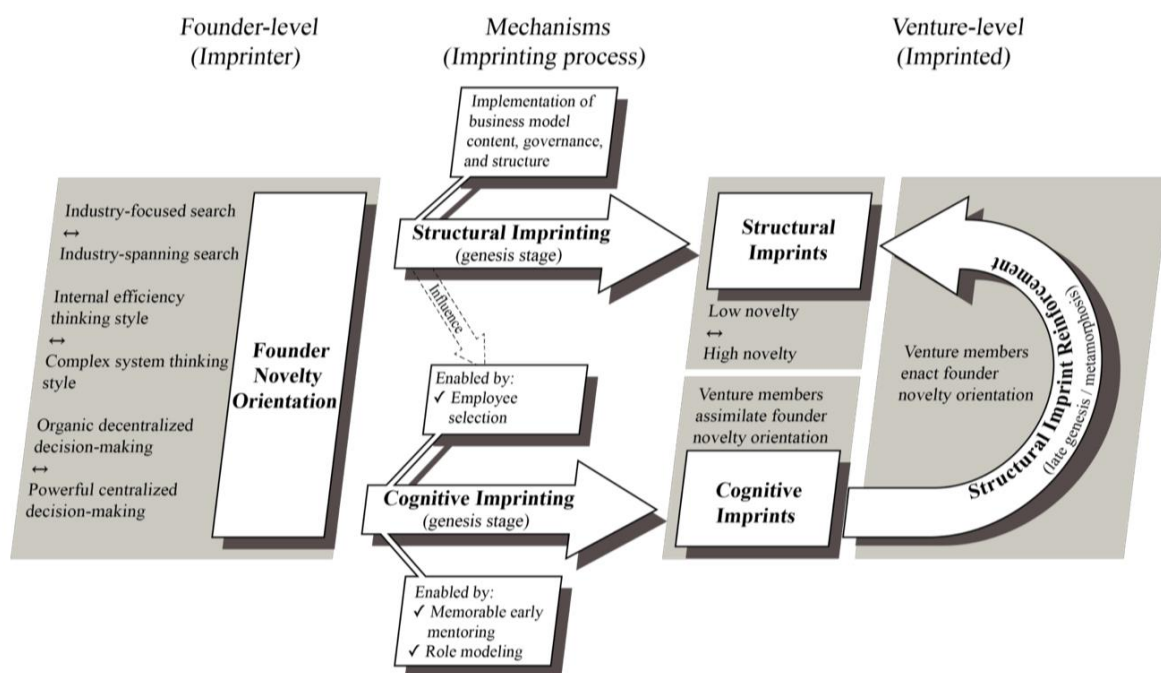 Founder-level
(Imprinter)
Mechanisms
(Imprinting process)
Venture-level
(Imprinted)
Implementation of
business model
content, governance,
and structure
Industry-focused search
↔
Industry-spanning search
Internal efficiency
thinking style
↔
Complex system thinking
style
Organic decentralized
decision-making
↔
Powerful centralized
decision-making
Founder
Novelty
Orientation
Structural Imprinting
(genesis stage)
Influence
Enabled by:
✓ Employee
selection
Cognitive Imprinting
(genesis stage)
Enabled by:
✓ Memorable early
mentoring
✓ Role modeling
Structural
Imprints
Low novelty
↔
High novelty
Venture members
assimilate founder
novelty orientation
Cognitive
Imprints
Venture members
enact founder
novelty orientation
Structural Imprint Reinforcement
(late genesis / metamorphosis)